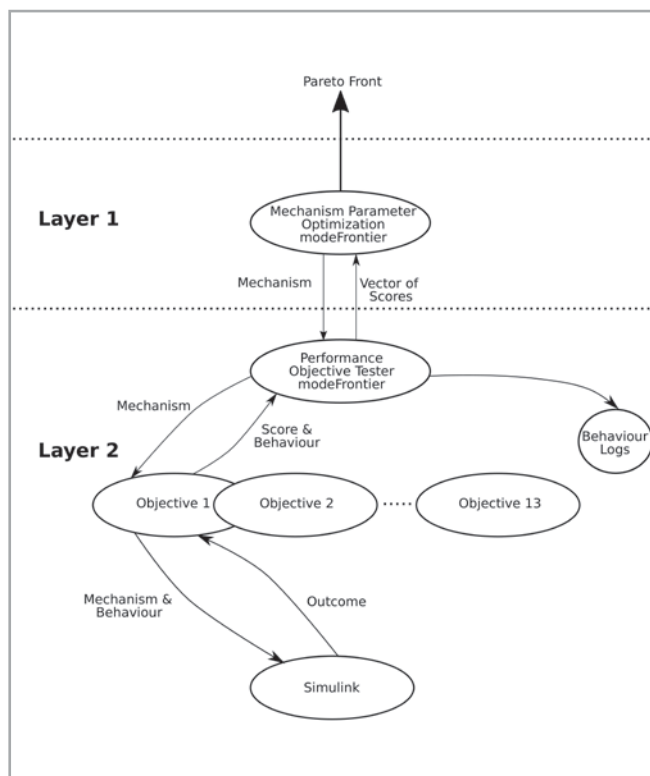 Pareto Front
Layer 1
Mechanism Parameter
Optimization
modeFrontier
Mechanism
Vector of
Scores
Performance
Objective Tester
modeFrontier
Mechanism
Score &
Behaviour
Layer 2
Behaviour
Logs
Objective 1
Objective 2
Objective 13
Mechanism &
Behaviour
Outcome
Simulink